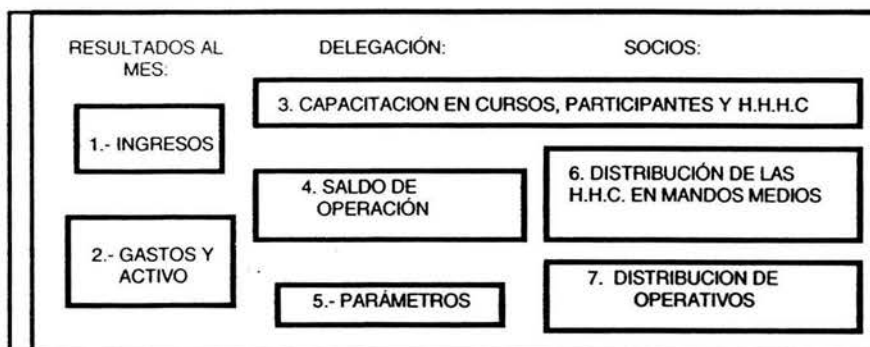 RESULTADOS AL
MES:
DELEGACIÓN:
SOCIOS:
3. CAPACITACION EN CURSOS, PARTICIPANTES Y H.H.H.C
1.- INGRESOS
4. SALDO DE
OPERACIÓN
6. DISTRIBUCIÓN DE LAS
H.H.C. EN MANDOS MEDIOS
2.- GASTOS Y
ACTIVO
5.- PARÁMETROS
7. DISTRIBUCION DE
OPERATIVOS